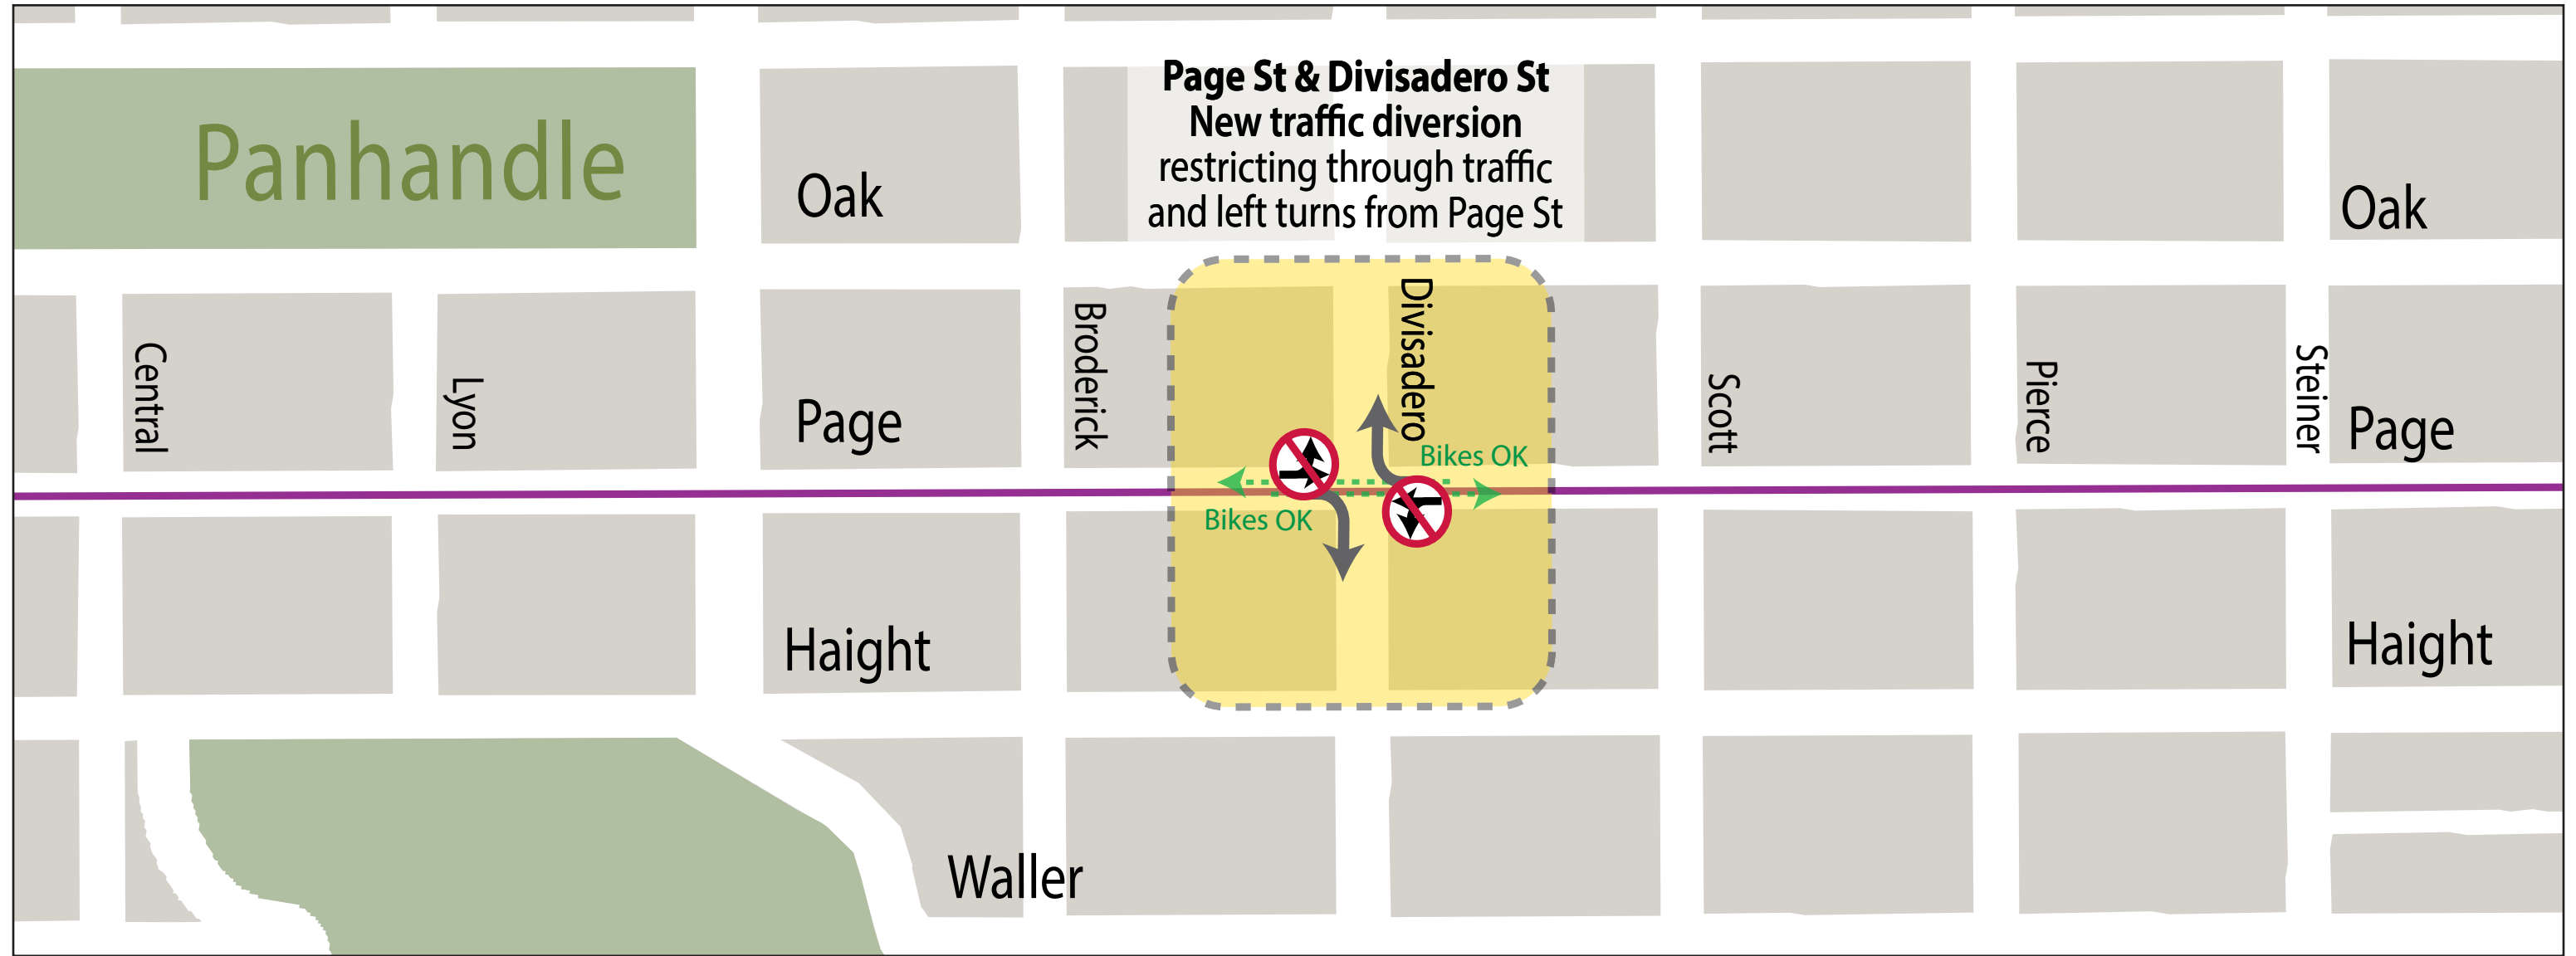 Page St & Divisadero St
New traffic diversion
restricting through traffic
and left turns from Page St
Panhandle
Oak
Oak
Central
Lyon
Broderick
Divisadero
Scott
Pierce
Steiner
Page
Page
Bikes OK
Bikes OK
Haight
Haight
Waller